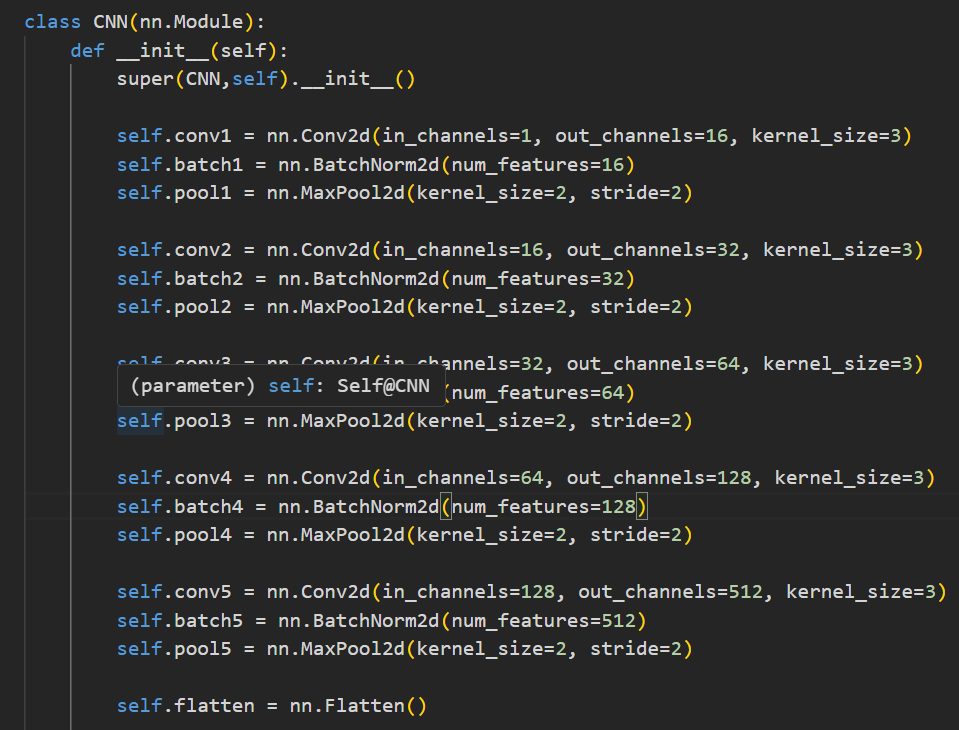 class CNN(nn.Module):
def __init__(self):
super(CNN,self).__init__()
self.conv1 = nn.Conv2d(in_channels=1, out_channels=16, kernel_size=3)
self.batch1 = nn.BatchNorm2d(num_features=16)
self.pool1 = nn.MaxPool2d(kernel_size=2, stride=2)
self.conv2 = nn.Conv2d(in_channels=16, out_channels=32, kernel_size=3)
self.batch2 = nn.BatchNorm2d(num_features=32)
self.pool2 = nn.MaxPool2d(kernel_size=2, stride=2)
self.conv3 = nn.Conv2d(in_channels=32, out_channels=64, kernel_size=3)
(parameter) self: Self@CNN
(num_features=64)
self.pool3 = nn.MaxPool2d(kernel_size=2, stride=2)
self.conv4 = nn.Conv2d(in_channels=64, out_channels=128, kernel_size=3)
self.batch4 = nn.BatchNorm2d(num_features=128)
self.pool4 = nn.MaxPool2d(kernel_size=2, stride=2)
self.conv5 = nn.Conv2d(in_channels=128, out_channels=512, kernel_size=3)
self.batch5 = nn.BatchNorm2d(num_features=512)
self.pool5 = nn.MaxPool2d(kernel_size=2, stride=2)
self.flatten = nn.Flatten()